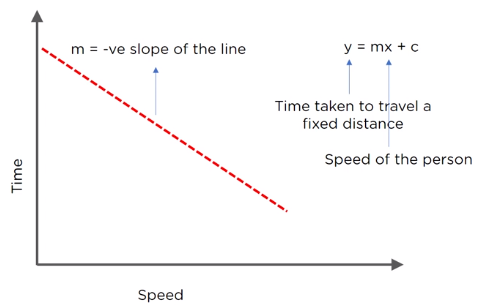 m = -ve slope of the line
y = mx + c
Time taken to travel a
fixed distance
Speed of the person
Time
Speed